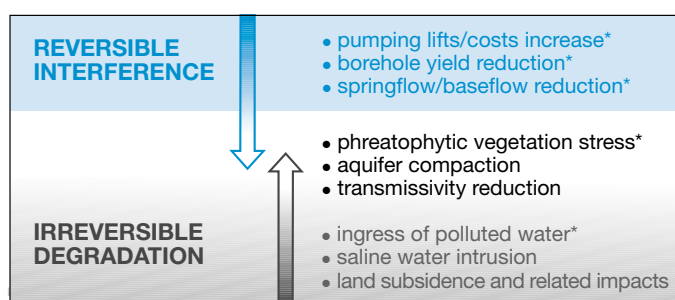 REVERSIBLE
INTERFERENCE
• pumping lifts/costs increase*
• borehole yield reduction*
• springflow/baseflow reduction*
• phreatophytic vegetation stress*
• aquifer compaction
• transmissivity reduction
IRREVERSIBLE
DEGRADATION
• ingress of polluted water*
• saline water intrusion
• land subsidence and related impacts